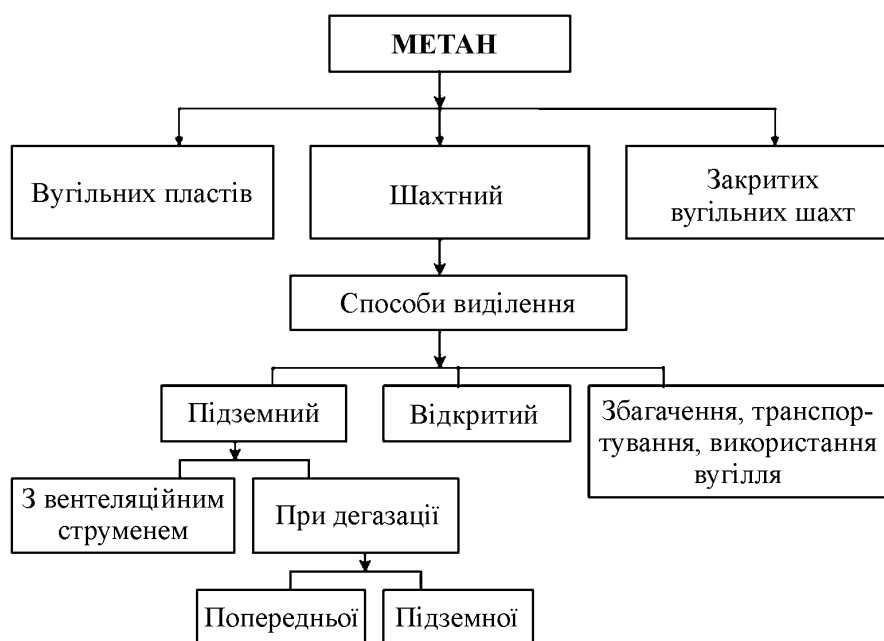 МЕТАН
Вугільних пластів
Шахтний
Закритих
вугільних шахт
Способи виділення
Підземний
Відкритий
Збагачення, транспор-
тування, використання
вугілля
З вентеляційним
струменем
При дегазації
Попередньої
Підземної